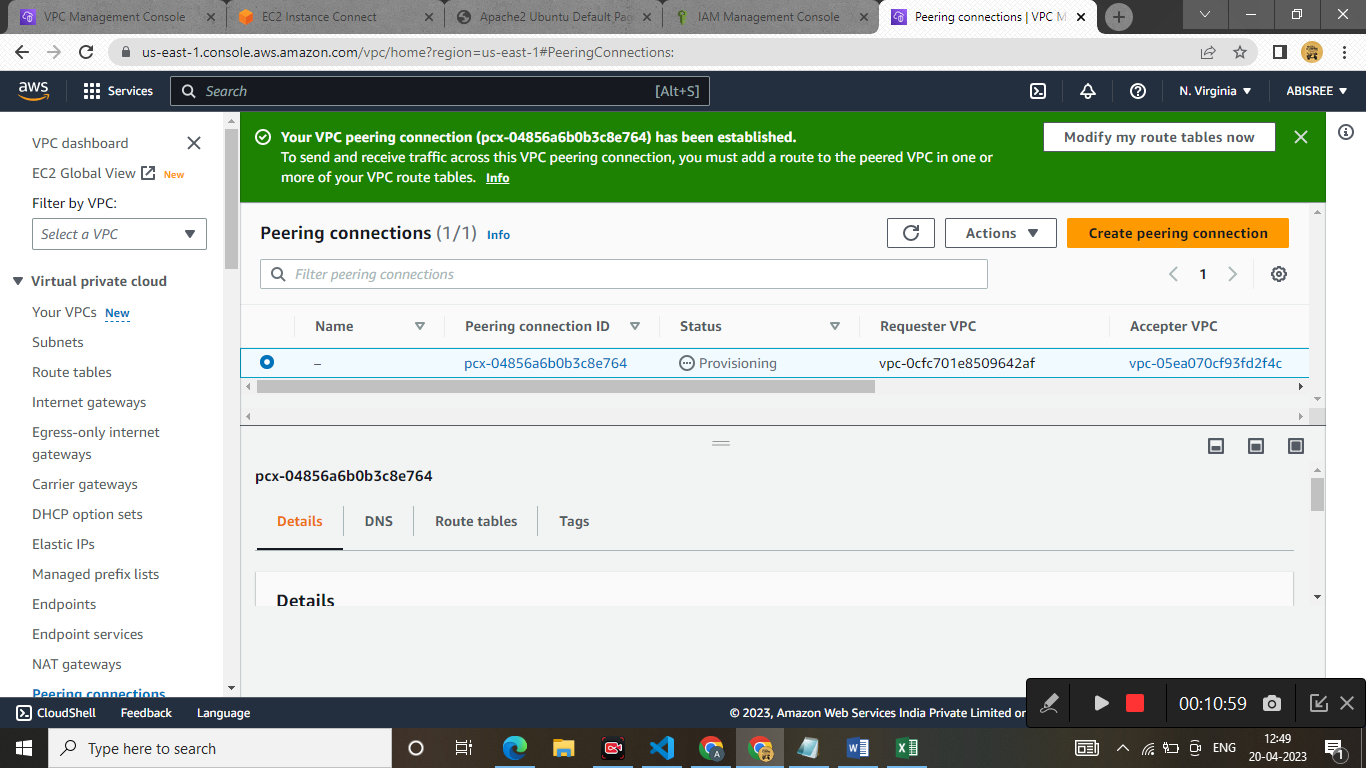 VPC Management Console
EC2 Instance Connect
Apache2 Ubuntu Default Pag
IAM Management Console
Peering connections | VPC M
us-east-1.console.aws.amazon.com/vpc/home?region=us-east-1#PeeringConnections:
aws
Services
Search
[Alt+S]
N. Virginia
ABISREE
VPC dashboard
EC2 Global View New
Filter by VPC:
Select a VPC
Virtual private cloud
Your VPCs New
Subnets
Route tables
Internet gateways
Egress-only internet
gateways
Carrier gateways
DHCP option sets
Elastic IPs
Managed prefix lists
Endpoints
Endpoint services
NAT gateways
Peering connections
Your VPC peering connection (pcx-04856a6b0b3c8e764) has been established.
To send and receive traffic across this VPC peering connection, you must add a route to the peered VPC in one or
more of your VPC route tables. Info
Modify my route tables now
Peering connections (1/1) Info
Actions
Create peering connection
Filter peering connections
1
Name
Peering connection ID
Status
Requester VPC
Accepter VPC
–
pcx-04856a6b0b3c8e764
Provisioning
vpc-0cfc701e8509642af
vpc-05ea070cf93fd2f4c
pcx-04856a6b0b3c8e764
Details
DNS
Route tables
Tags
Details
CloudShell
Feedback
Language
© 2023, Amazon Web Services India Private Limited or
00:10:59
Type here to search
ENG
12:49
20-04-2023
1